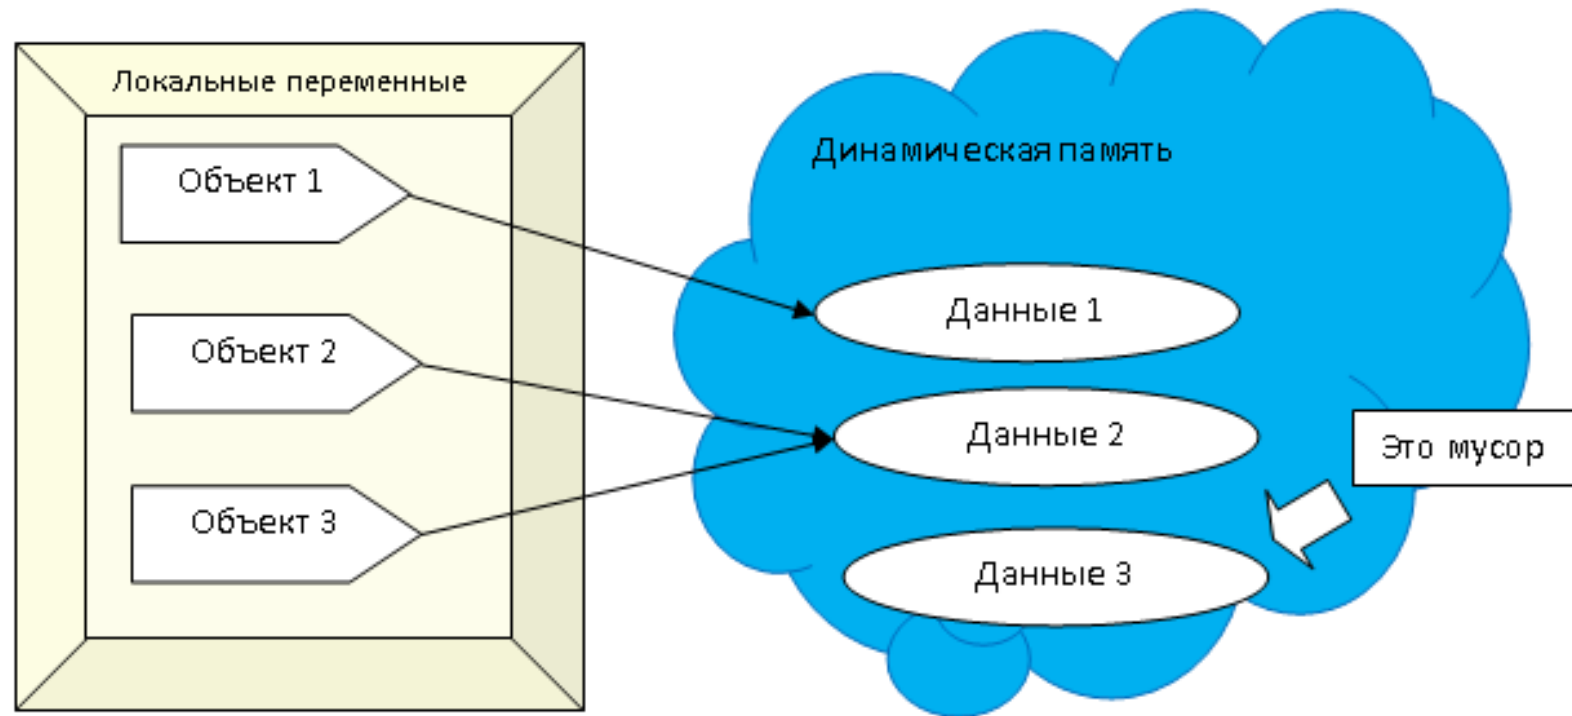 Локальные переменные
Объект 1
Объект 2
Объект 3
Динамическая память
Данные 1
Данные 2
Данные 3
Это мусор